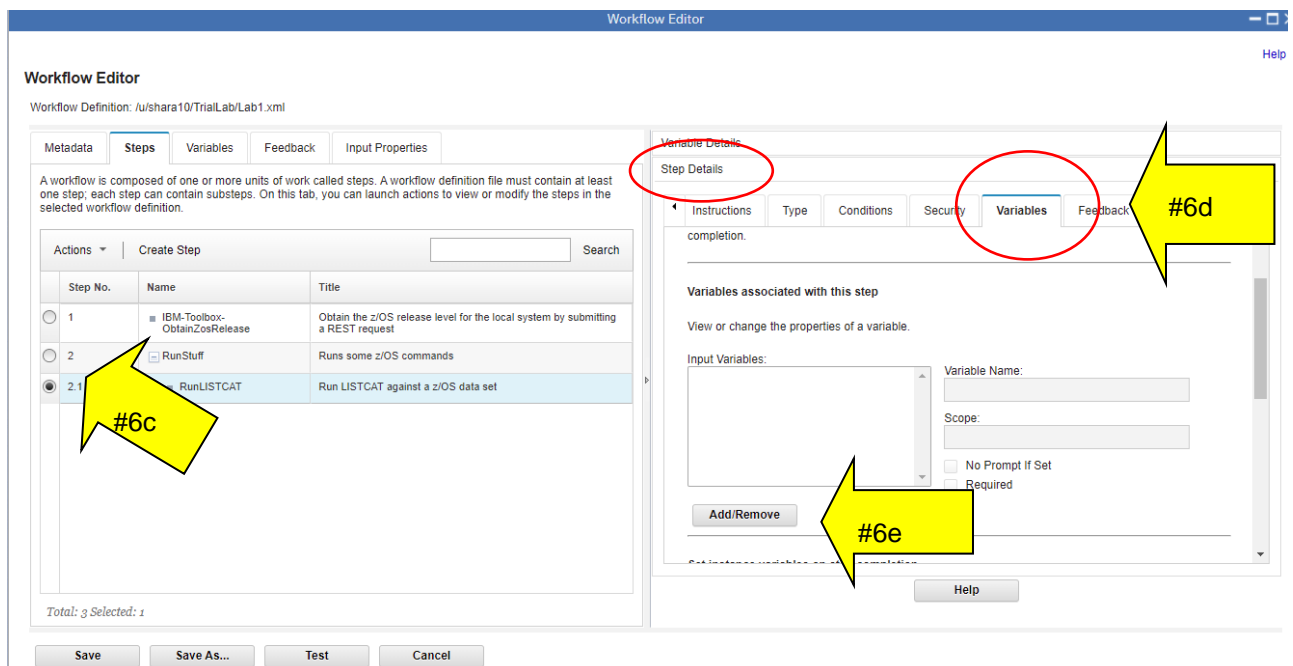 Workflow Editor
Help
Workflow Editor
Workflow Definition: /u/shara10/TrialLab/Lab1.xml
Metadata Steps Variables Feedback Input Properties
A workflow is composed of one or more units of work called steps. A workflow definition file must contain at least
one step; each step can contain substeps. On this tab, you can launch actions to view or modify the steps in the
selected workflow definition.
Actions Create Step Search
Step No. Name Title
1 IBM-Toolbox-
ObtainZosRelease
Obtain the z/OS release level for the local system by submitting
a REST request
2 RunStuff Runs some z/OS commands
2.1 RunLISTCAT Run LISTCAT against a z/OS data set
#6c
Total: 3 Selected: 1
Save Save As... Test Cancel
Variable Details
Step Details
Instructions Type Conditions Security Variables Feedback
#6d
completion.
Variables associated with this step
View or change the properties of a variable.
Input Variables:
Variable Name:
Scope:
No Prompt If Set
Required
Add/Remove
#6e
Set instance variables on step completion
Help